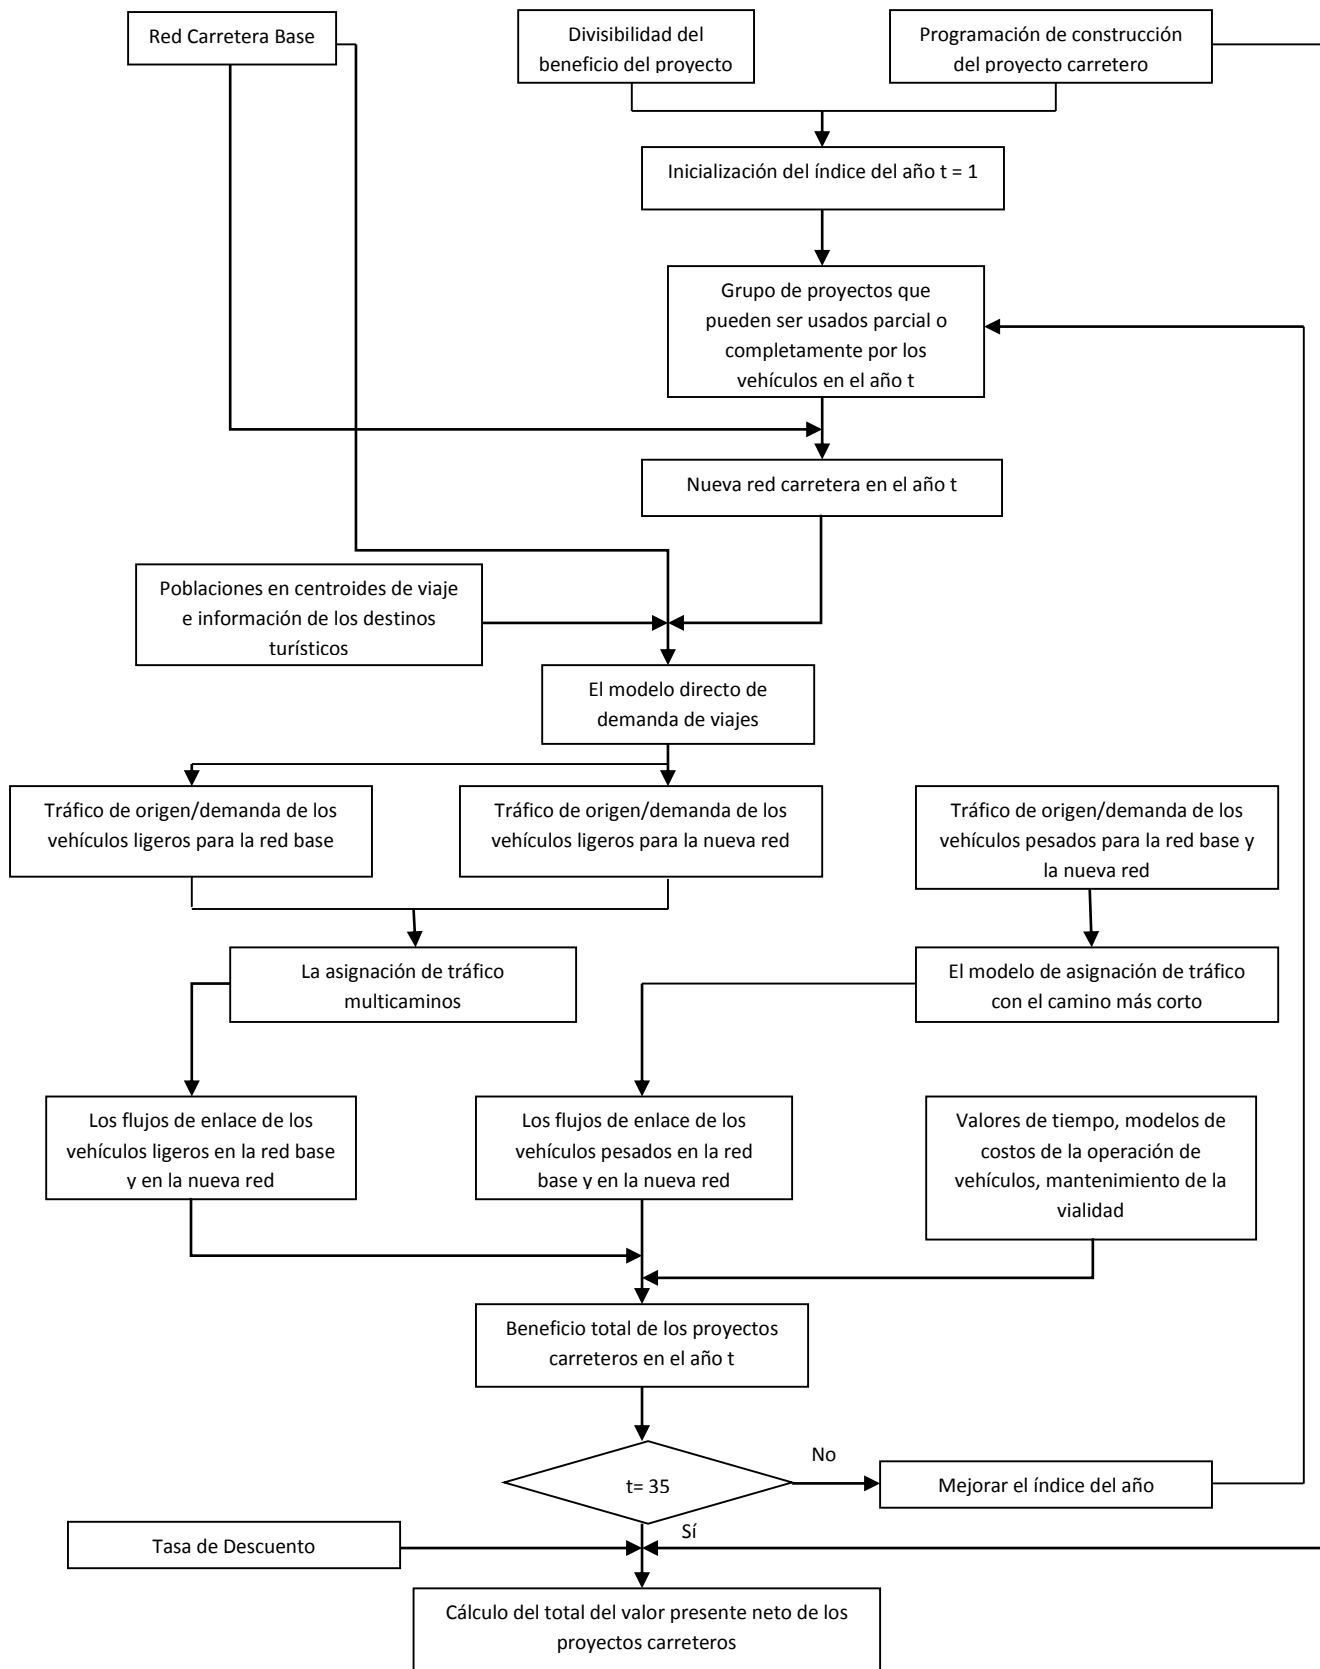 Red Carretera Base
Divisibilidad del
beneficio del proyecto
Programación de construcción
del proyecto carretero
Inicialización del índice del año t = 1
Grupo de proyectos que
pueden ser usados parcial o
completamente por los
vehículos en el año t
Nueva red carretera en el año t
Poblaciones en centroides de viaje
e información de los destinos
turísticos
El modelo directo de
demanda de viajes
Tráfico de origen/demanda de los
vehículos ligeros para la red base
Tráfico de origen/demanda de los
vehículos ligeros para la nueva red
Tráfico de origen/demanda de los
vehículos pesados para la red base y
la nueva red
La asignación de tráfico
multicaminos
El modelo de asignación de tráfico
con el camino más corto
Los flujos de enlace de los
vehículos ligeros en la red base
y en la nueva red
Los flujos de enlace de los
vehículos pesados en la red
base y en la nueva red
Valores de tiempo, modelos de
costos de la operación de
vehículos, mantenimiento de la
vialidad
Beneficio total de los proyectos
carreteros en el año t
t= 35
No
Mejorar el índice del año
Sí
Tasa de Descuento
Cálculo del total del valor presente neto de los
proyectos carreteros